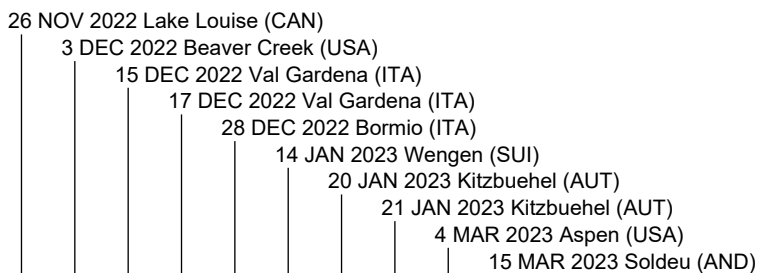 26 NOV 2022 Lake Louise (CAN)
3 DEC 2022 Beaver Creek (USA)
15 DEC 2022 Val Gardena (ITA)
17 DEC 2022 Val Gardena (ITA)
28 DEC 2022 Bormio (ITA)
14 JAN 2023 Wengen (SUI)
20 JAN 2023 Kitzbuehel (AUT)
21 JAN 2023 Kitzbuehel (AUT)
4 MAR 2023 Aspen (USA)
15 MAR 2023 Soldeu (AND)